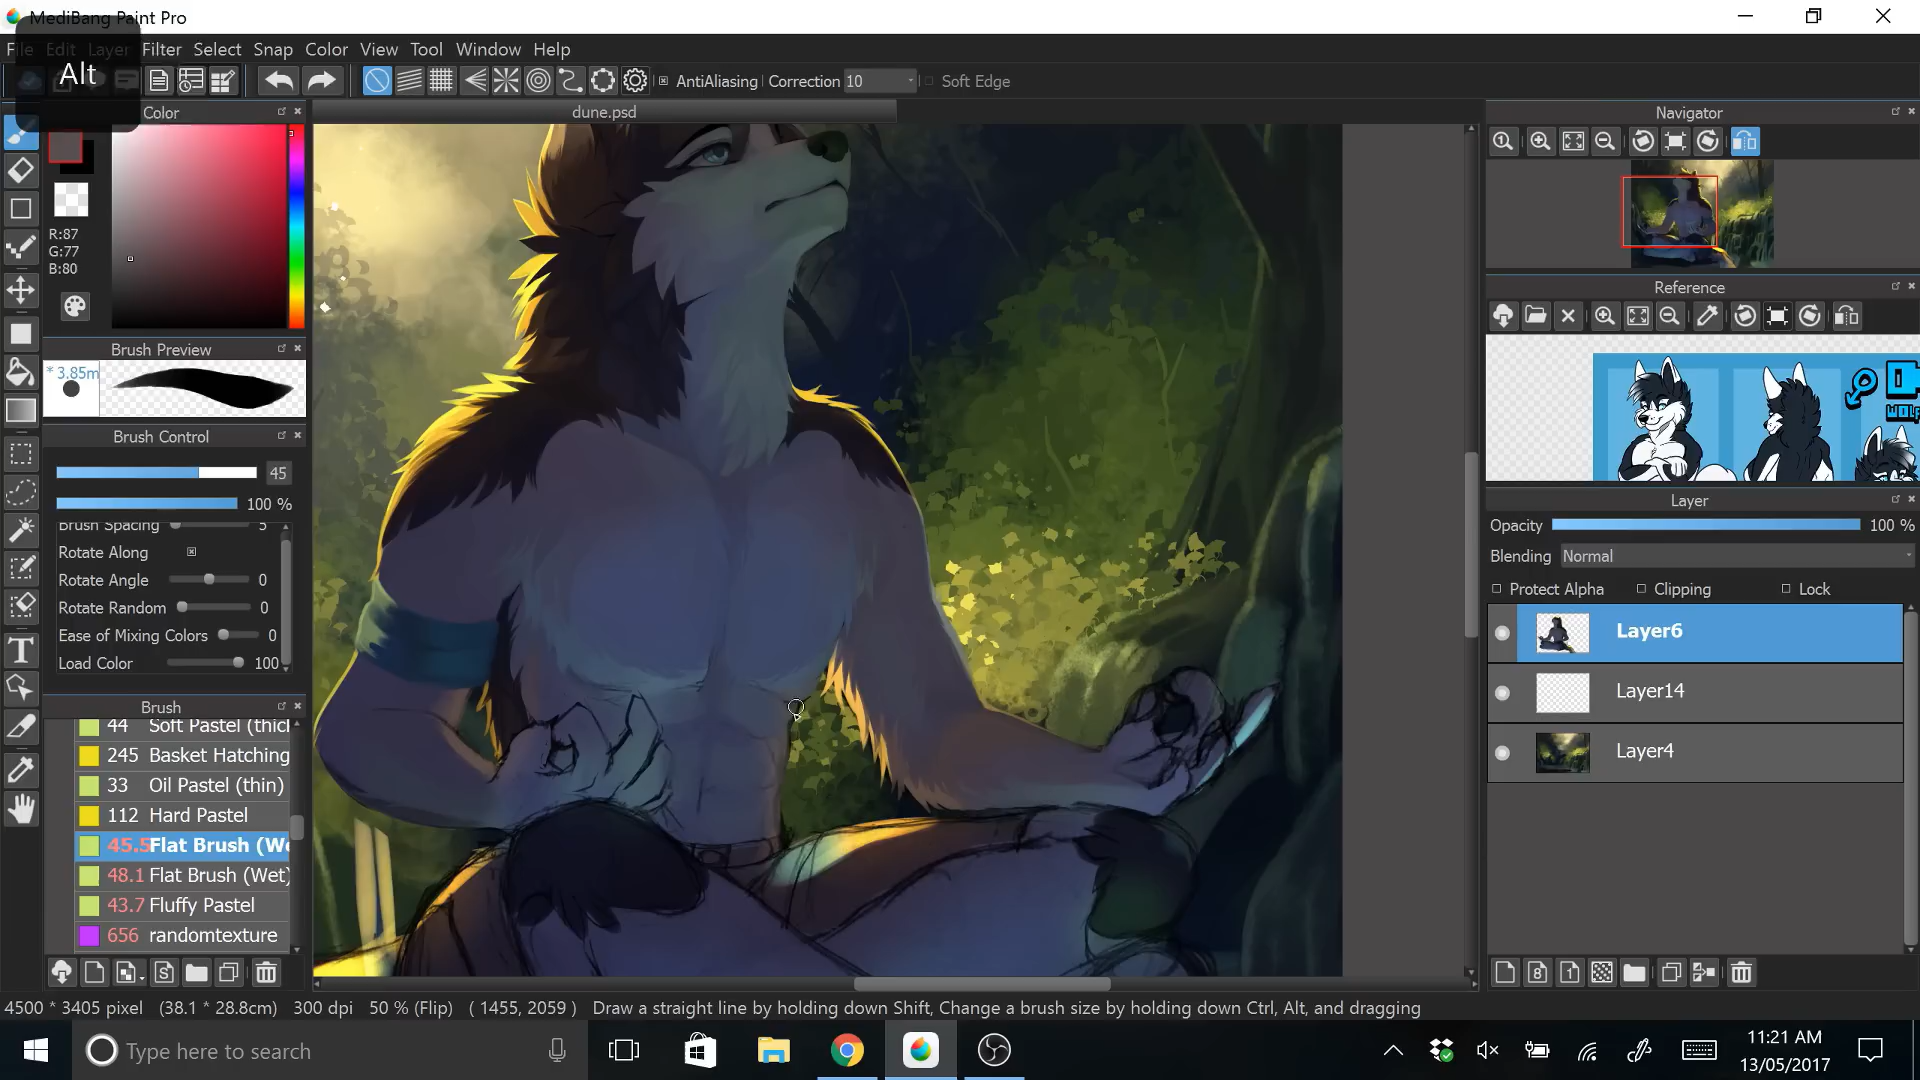 MediBang Paint Pro
File Edit Layer Filter Select Snap Color View Tool Window Help
Alt
AntiAliasing Correction 10 Soft Edge
Color
dune.psd
Navigator
R:87
G:77
B:80
Reference
Brush Preview
* 3.85m
Brush Control
45
100 %
Brush Spacing 5
Rotate Along
Rotate Angle 0
Rotate Random 0
Ease of Mixing Colors 0
Load Color 100
Layer
Opacity 100 %
Blending Normal
Protect Alpha Clipping Lock
Layer6
Layer14
Layer4
Brush
44 Soft Pastel (thick
245 Basket Hatching
33 Oil Pastel (thin)
112 Hard Pastel
45.5 Flat Brush (We
48.1 Flat Brush (Wet)
43.7 Fluffy Pastel
656 randomtexture
4500 * 3405 pixel (38.1 * 28.8cm) 300 dpi 50 % (Flip) ( 1455, 2059 ) Draw a straight line by holding down Shift, Change a brush size by holding down Ctrl, Alt, and dragging
Type here to search
11:21 AM
13/05/2017